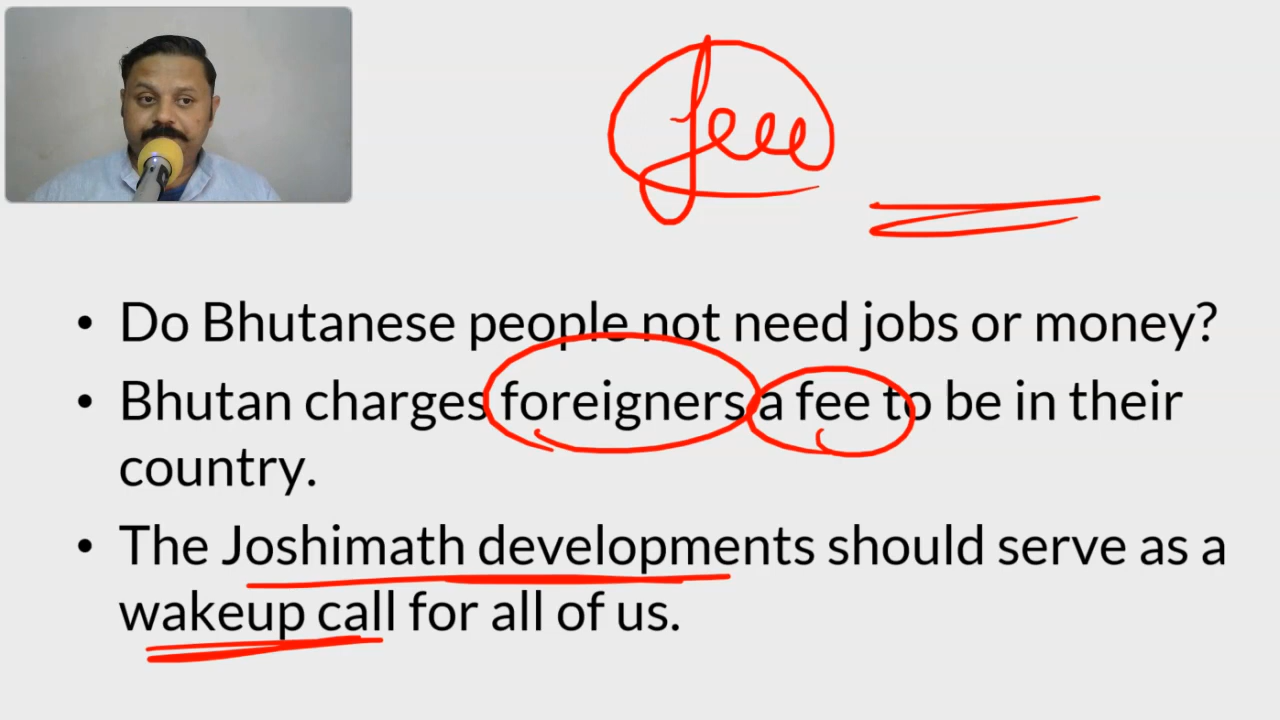 feee
• Do Bhutanese people not need jobs or money?
• Bhutan charges foreigners a fee to be in their
country.
• The Joshimath developments should serve as a
wakeup call for all of us.